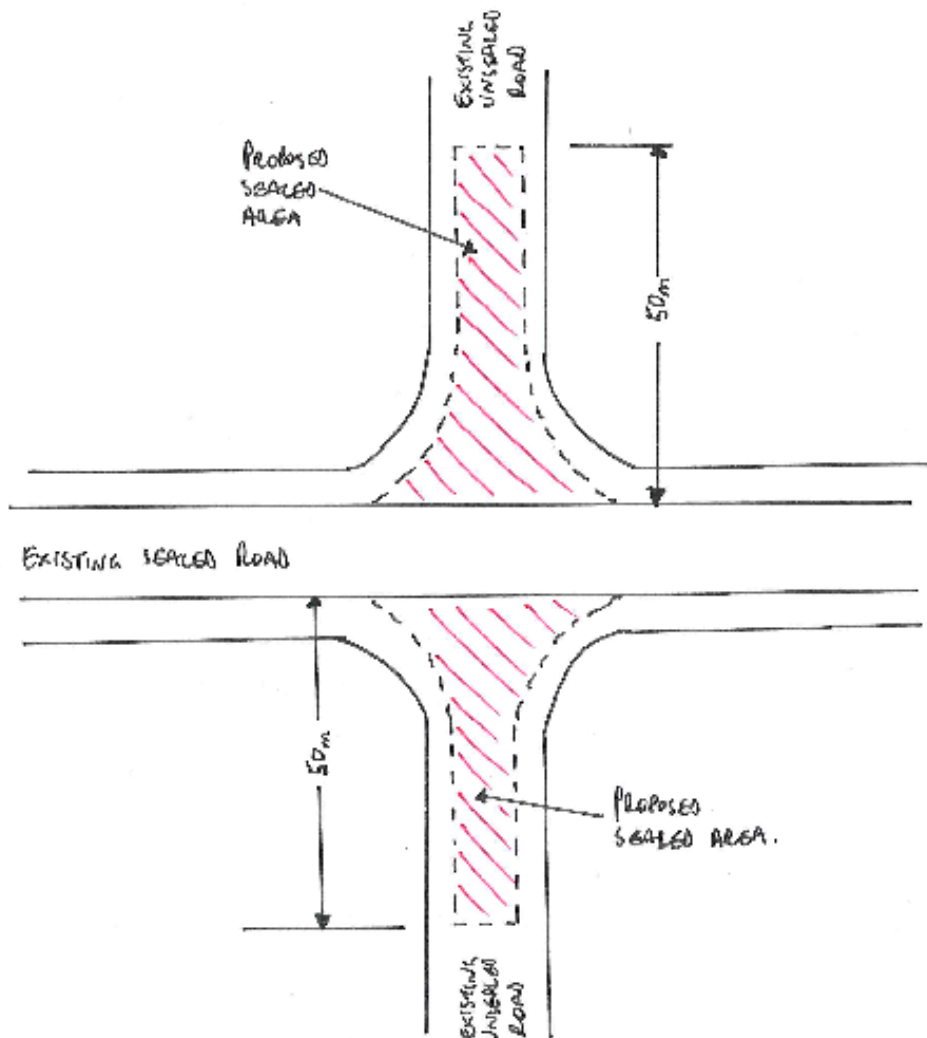 EXISTING
UNSEALED
ROAD
PROPOSED
SEALED
AREA
50m
EXISTING SEALED ROAD
50m
PROPOSED
SEALED AREA.
EXISTING
UNSEALED
ROAD